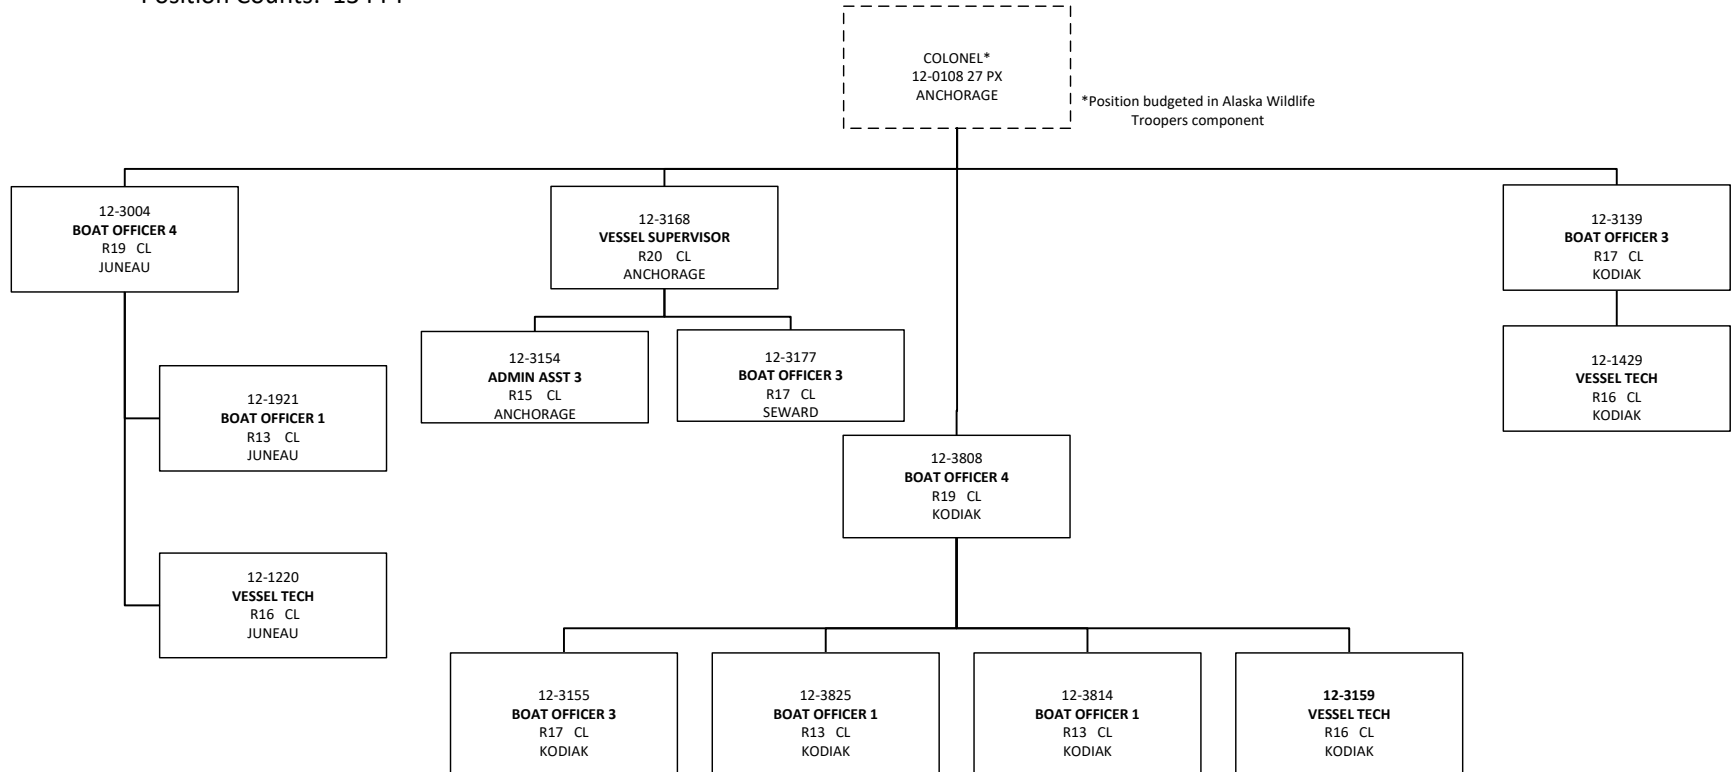 COLONEL*
12-0108 27 PX
ANCHORAGE
*Position budgeted in Alaska Wildlife
Troopers component
12-3004
BOAT OFFICER 4
R19 CL
JUNEAU
12-3168
VESSEL SUPERVISOR
R20 CL
ANCHORAGE
12-3139
BOAT OFFICER 3
R17 CL
KODIAK
12-3154
ADMIN ASST 3
R15 CL
ANCHORAGE
12-3177
BOAT OFFICER 3
R17 CL
SEWARD
12-1429
VESSEL TECH
R16 CL
KODIAK
12-1921
BOAT OFFICER 1
R13 CL
JUNEAU
12-3808
BOAT OFFICER 4
R19 CL
KODIAK
12-1220
VESSEL TECH
R16 CL
JUNEAU
12-3155
BOAT OFFICER 3
R17 CL
KODIAK
12-3825
BOAT OFFICER 1
R13 CL
KODIAK
12-3814
BOAT OFFICER 1
R13 CL
KODIAK
12-3159
VESSEL TECH
R16 CL
KODIAK